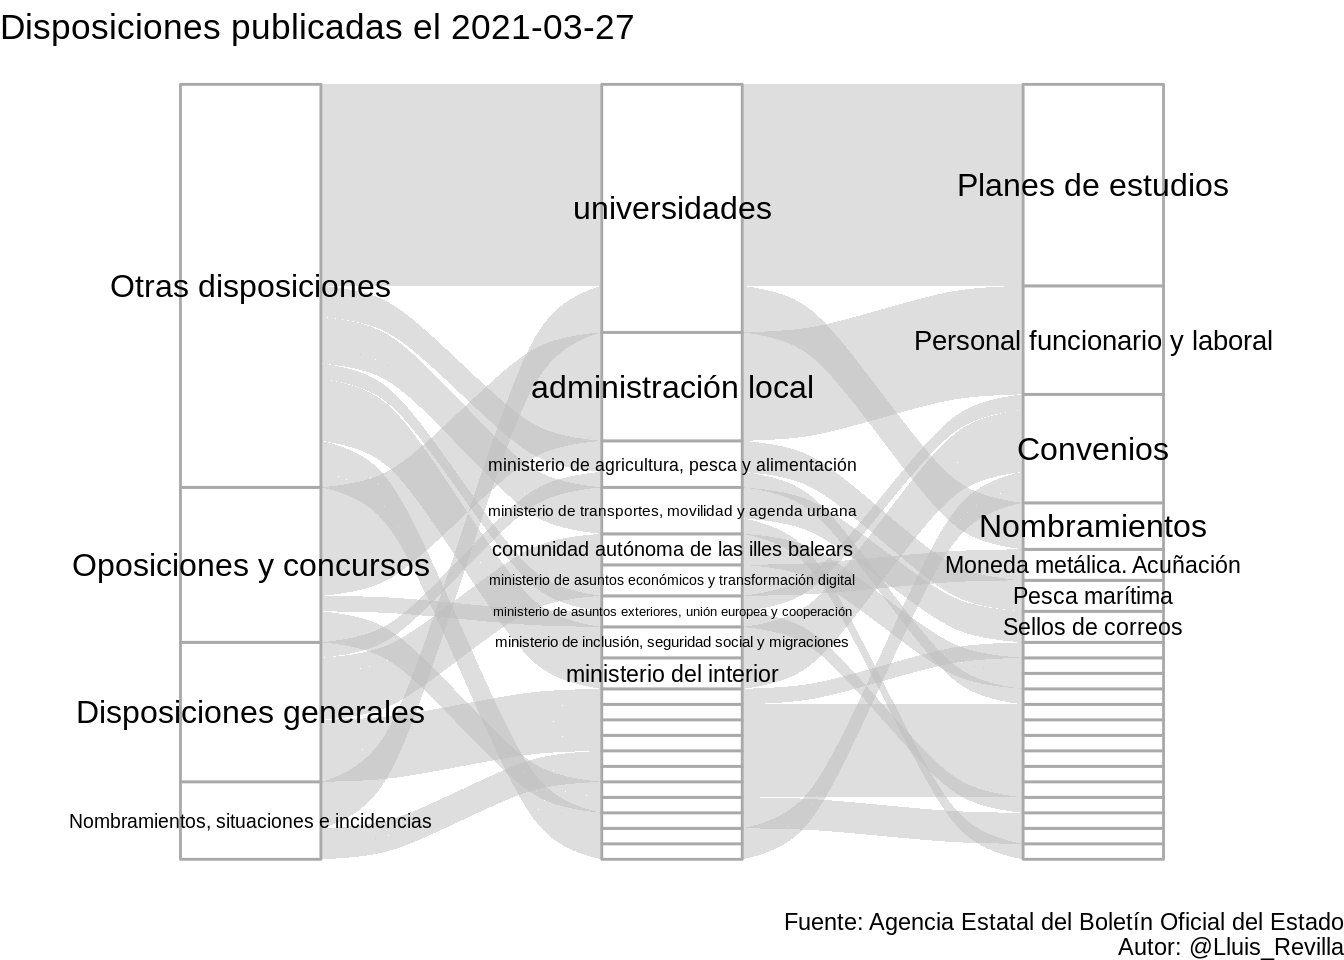 Disposiciones publicadas el 2021-03-27
Otras disposiciones
Oposiciones y concursos
Disposiciones generales
Nombramientos, situaciones e incidencias
universidades
administración local
ministerio de agricultura, pesca y alimentación
ministerio de transportes, movilidad y agenda urbana
comunidad autónoma de las illes balears
ministerio de asuntos económicos y transformación digital
ministerio de asuntos exteriores, unión europea y cooperación
ministerio de inclusión, seguridad social y migraciones
ministerio del interior
Planes de estudios
Personal funcionario y laboral
Convenios
Nombramientos
Moneda metálica. Acuñación
Pesca marítima
Sellos de correos
Fuente: Agencia Estatal del Boletín Oficial del Estado
Autor: @Lluis_Revilla